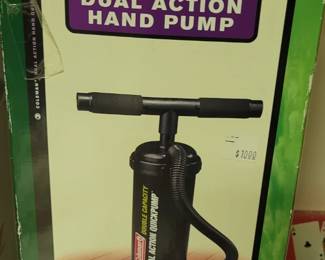 DUAL ACTION
HAND PUMP
COLEMAN DUAL ACTION HAND
$1000
Coleman
DOUBLE CAPACITY
DUAL ACTION QUICKPUMP